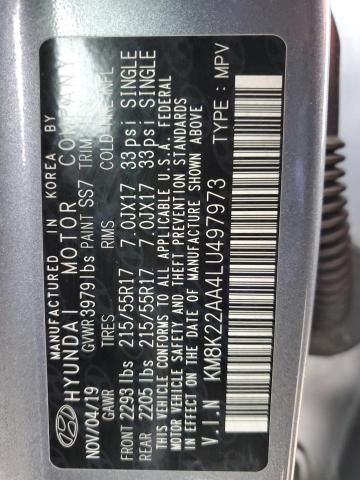 MANUFACTURED IN KOREA BY
HYUNDAI MOTOR COMPANY
NOV/04/19 GVWR 3979 lbs PAINT SS7 TRIM
GAWR TIRES RIMS COLD TIRE INFL
FRONT 2293 lbs 215/55R17 7.0JX17 33psi SINGLE
REAR 2205 lbs 215/55R17 7.0JX17 33 psi SINGLE
THIS VEHICLE CONFORMS TO ALL APPLICABLE U.S.A. FEDERAL
MOTOR VEHICLE SAFETY AND THEFT PREVENTION STANDARDS
IN EFFECT ON THE DATE OF MANUFACTURE SHOWN ABOVE.
V.I.N KM8K22AA4LU497973 TYPE : MPV